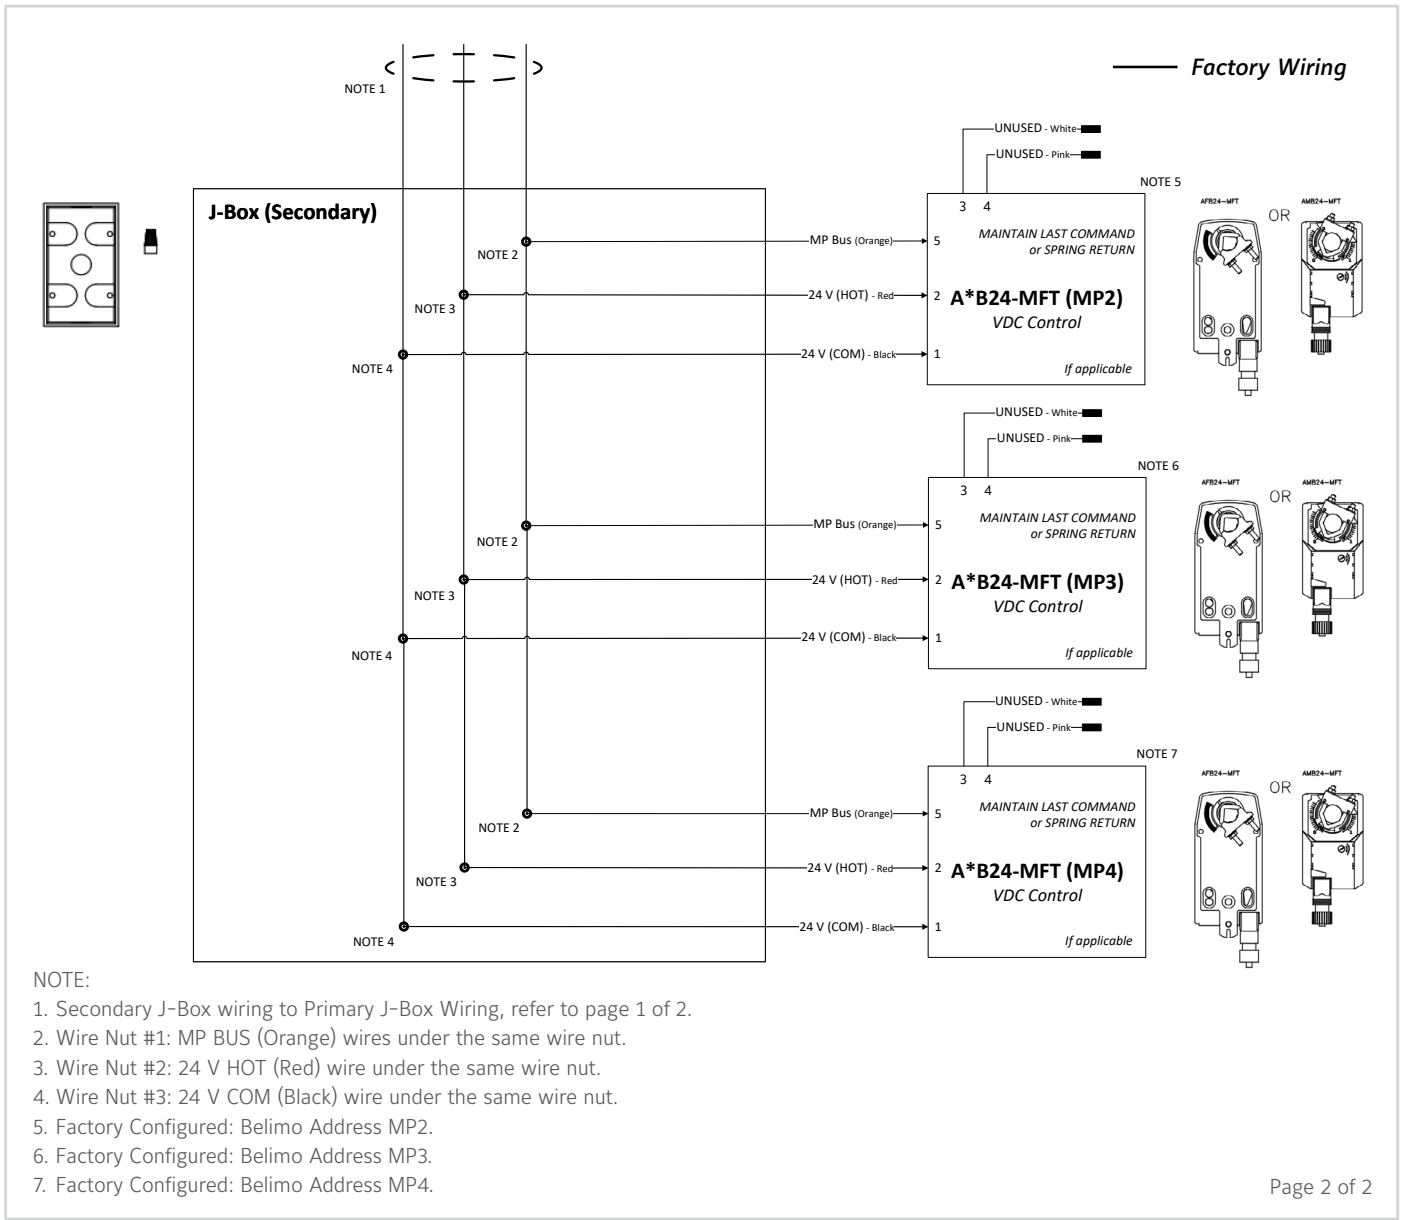 Factory Wiring
NOTE 1
J-Box (Secondary)
UNUSED - White
UNUSED - Pink
NOTE 5
3 4
MAINTAIN LAST COMMAND
or SPRING RETURN
NOTE 2
MP Bus (Orange)
5
NOTE 3
24 V (HOT) - Red
2
A*B24-MFT (MP2)
VDC Control
NOTE 4
24 V (COM) - Black
1
If applicable
AFB24-MFT
OR
AMB24-MFT
UNUSED - White
UNUSED - Pink
NOTE 6
3 4
MAINTAIN LAST COMMAND
or SPRING RETURN
NOTE 2
MP Bus (Orange)
5
NOTE 3
24 V (HOT) - Red
2
A*B24-MFT (MP3)
VDC Control
NOTE 4
24 V (COM) - Black
1
If applicable
AFB24-MFT
OR
AMB24-MFT
UNUSED - White
UNUSED - Pink
NOTE 7
3 4
MAINTAIN LAST COMMAND
or SPRING RETURN
NOTE 2
MP Bus (Orange)
5
NOTE 3
24 V (HOT) - Red
2
A*B24-MFT (MP4)
VDC Control
NOTE 4
24 V (COM) - Black
1
If applicable
AFB24-MFT
OR
AMB24-MFT
NOTE:
1. Secondary J-Box wiring to Primary J-Box Wiring, refer to page 1 of 2.
2. Wire Nut #1: MP BUS (Orange) wires under the same wire nut.
3. Wire Nut #2: 24 V HOT (Red) wire under the same wire nut.
4. Wire Nut #3: 24 V COM (Black) wire under the same wire nut.
5. Factory Configured: Belimo Address MP2.
6. Factory Configured: Belimo Address MP3.
7. Factory Configured: Belimo Address MP4.
Page 2 of 2